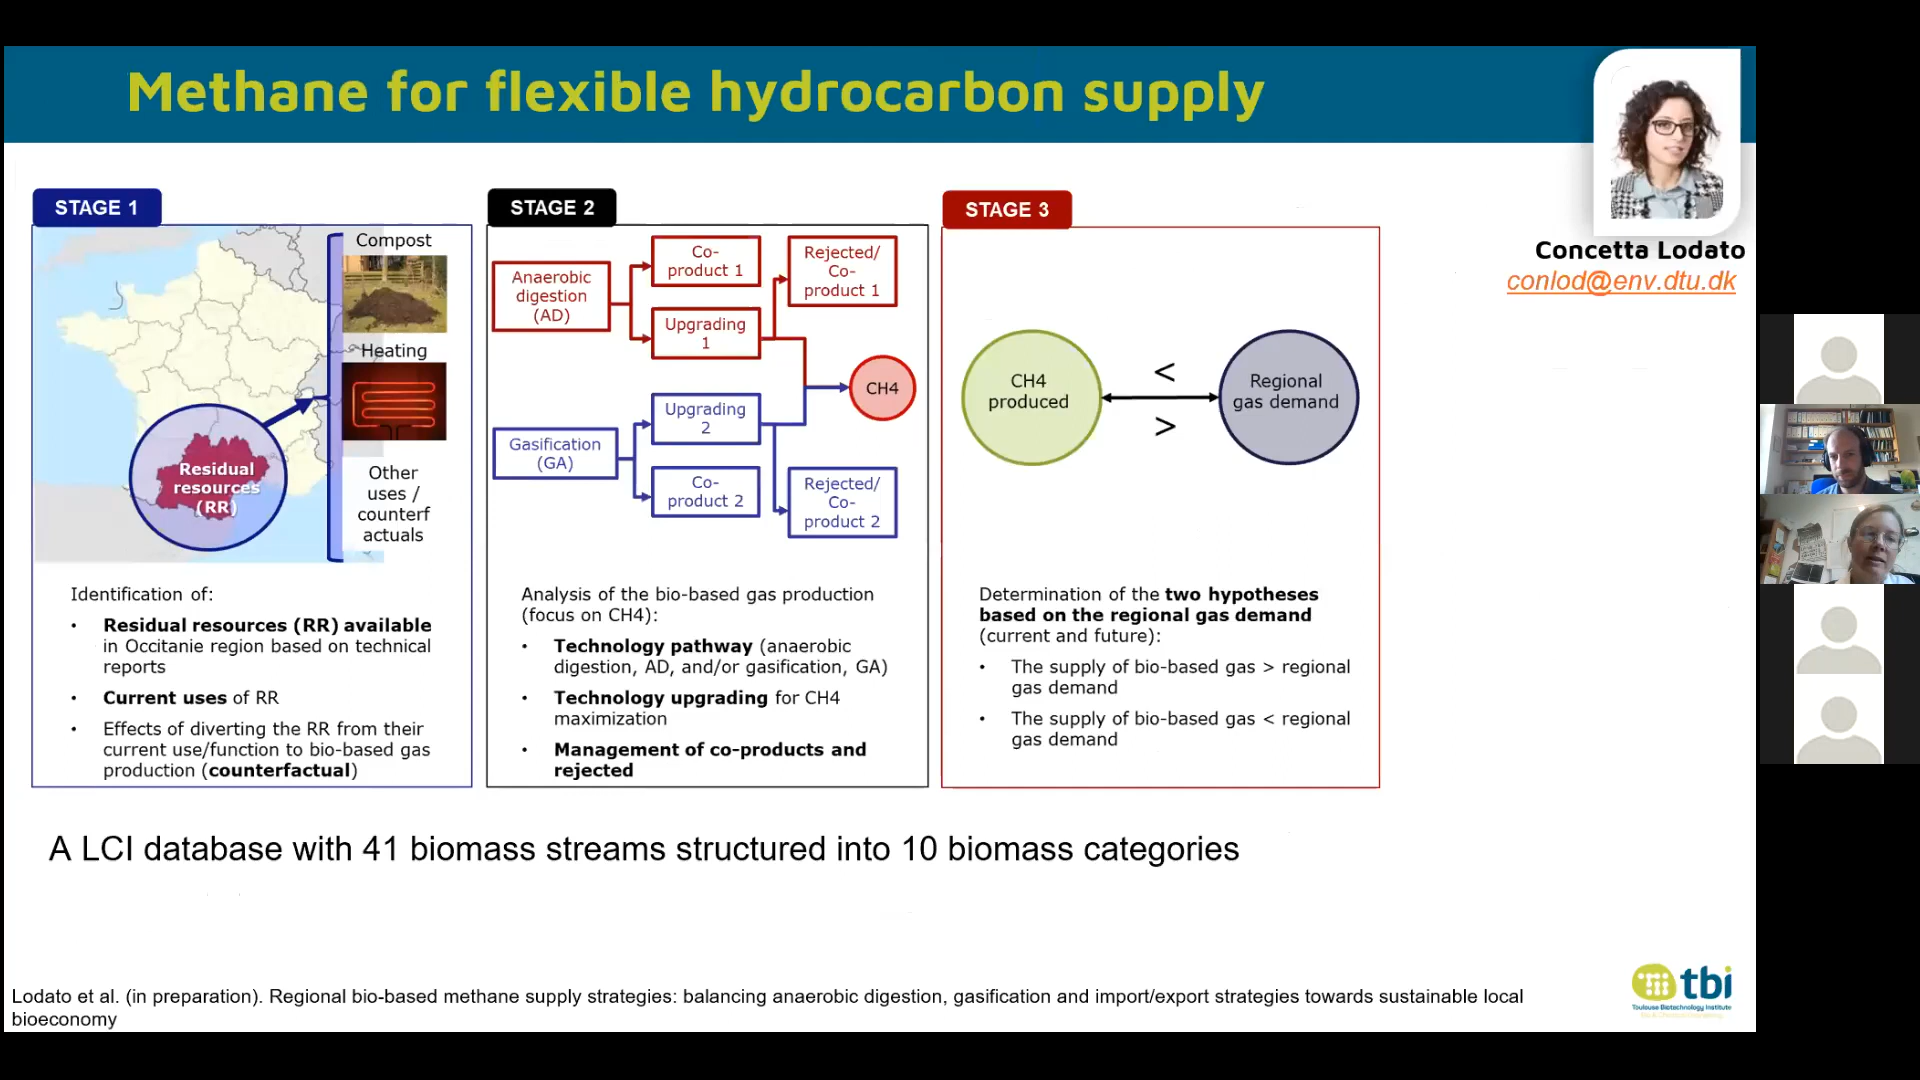 Methane for flexible hydrocarbon supply
Concetta Lodato
conlod@env.dtu.dk
STAGE 1
Compost
Heating
Other
uses /
counterf
actuals
Residual
resources
(RR)
Identification of:
• Residual resources (RR) available
in Occitanie region based on technical
reports
• Current uses of RR
• Effects of diverting the RR from their
current use/function to bio-based gas
production (counterfactual)
STAGE 2
Anaerobic
digestion
(AD)
Co-
product 1
Upgrading
1
Rejected/
Co-
product 1
CH4
Gasification
(GA)
Upgrading
2
Co-
product 2
Rejected/
Co-
product 2
Analysis of the bio-based gas production
(focus on CH4):
• Technology pathway (anaerobic
digestion, AD, and/or gasification, GA)
• Technology upgrading for CH4
maximization
• Management of co-products and
rejected
STAGE 3
CH4
produced
<
>
Regional
gas demand
Determination of the two hypotheses
based on the regional gas demand
(current and future):
• The supply of bio-based gas > regional
gas demand
• The supply of bio-based gas < regional
gas demand
A LCI database with 41 biomass streams structured into 10 biomass categories
Lodato et al. (in preparation). Regional bio-based methane supply strategies: balancing anaerobic digestion, gasification and import/export strategies towards sustainable local
bioeconomy
tbi
Toulouse Biotechnology Institute